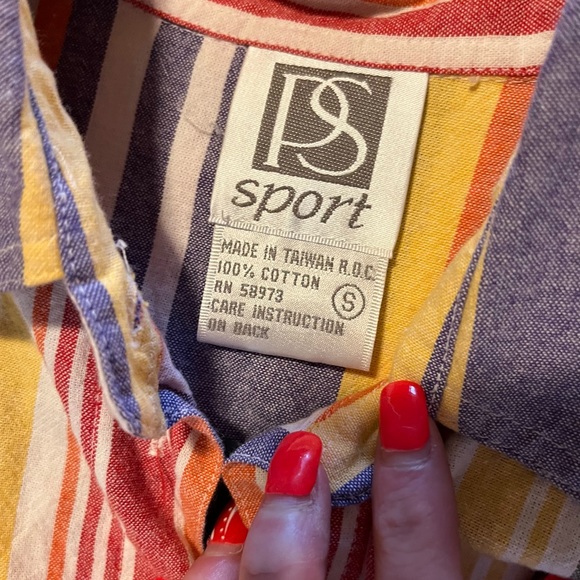 PS
sport
MADE IN TAIWAN R.O.C.
100% COTTON
RN 58973
S
CARE INSTRUCTION
ON BACK